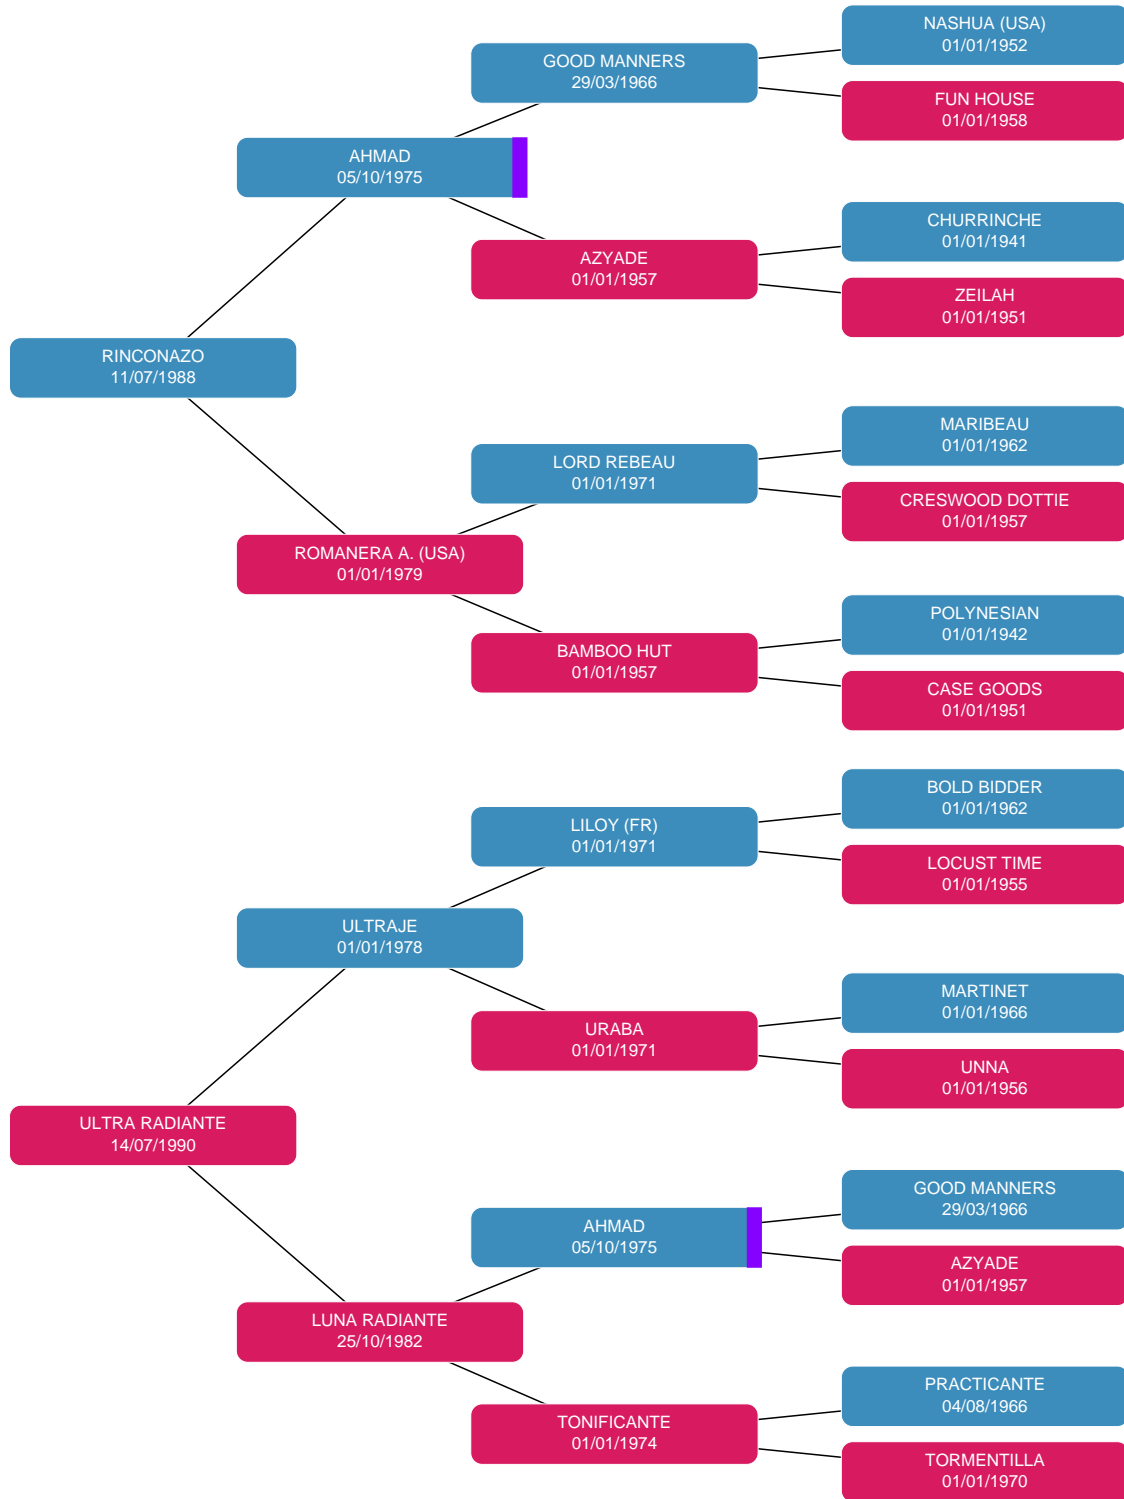 NASHUA (USA)
01/01/1952
GOOD MANNERS
29/03/1966
FUN HOUSE
01/01/1958
AHMAD
05/10/1975
CHURRINCHE
01/01/1941
AZYADE
01/01/1957
ZEILAH
01/01/1951
RINCONAZO
11/07/1988
MARIBEAU
01/01/1962
LORD REBEAU
01/01/1971
CRESWOOD DOTTIE
01/01/1957
ROMANERA A. (USA)
01/01/1979
POLYNESIAN
01/01/1942
BAMBOO HUT
01/01/1957
CASE GOODS
01/01/1951
BOLD BIDDER
01/01/1962
LILOY (FR)
01/01/1971
LOCUST TIME
01/01/1955
ULTRAJE
01/01/1978
MARTINET
01/01/1966
URABA
01/01/1971
UNNA
01/01/1956
ULTRA RADIANTE
14/07/1990
GOOD MANNERS
29/03/1966
AHMAD
05/10/1975
AZYADE
01/01/1957
LUNA RADIANTE
25/10/1982
PRACTICANTE
04/08/1966
TONIFICANTE
01/01/1974
TORMENTILLA
01/01/1970